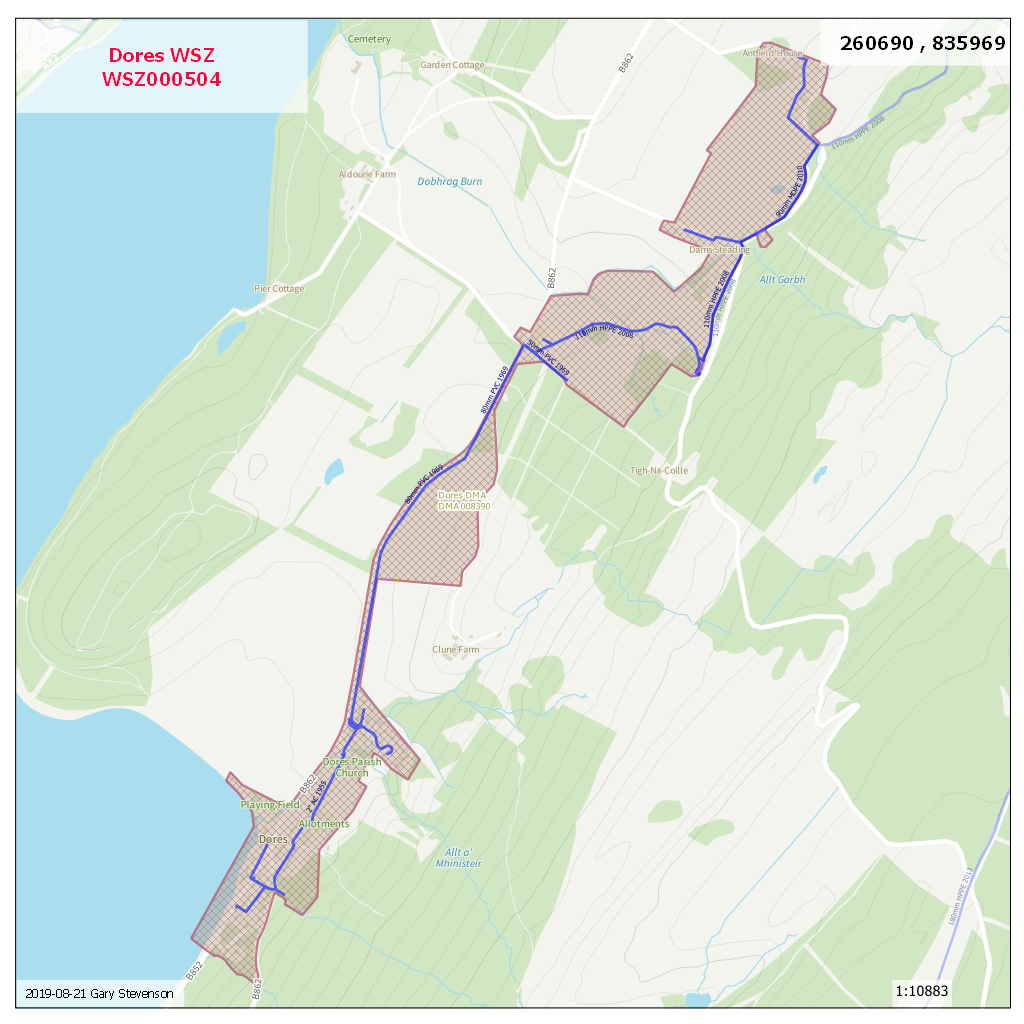 Dores WSZ
WSZ000504
260690 , 835969
Cemetery
A82
Garden Cottage
B862
Antfield House
110mm HPPE 2008
Aldourie Farm
Dobhrag Burn
90mm MDPE 2010
Dams Steading
Allt Garbh
B862
Pier Cottage
110mm HPPE 2008
110mm HPPE 2008
110mm HPPE 2008
50mm PVC 1969
80mm PVC 1969
Tigh-Na-Coille
80mm PVC 1969
Dores DMA
DMA008390
Clune Farm
Dores Parish
Church
B862
2" AC 1955
Playing Field
Allotments
Dores
Allt a'
Mhinisteir
180mm HPPE 2013
B852
B862
2019-08-21 Gary Stevenson
1:10883